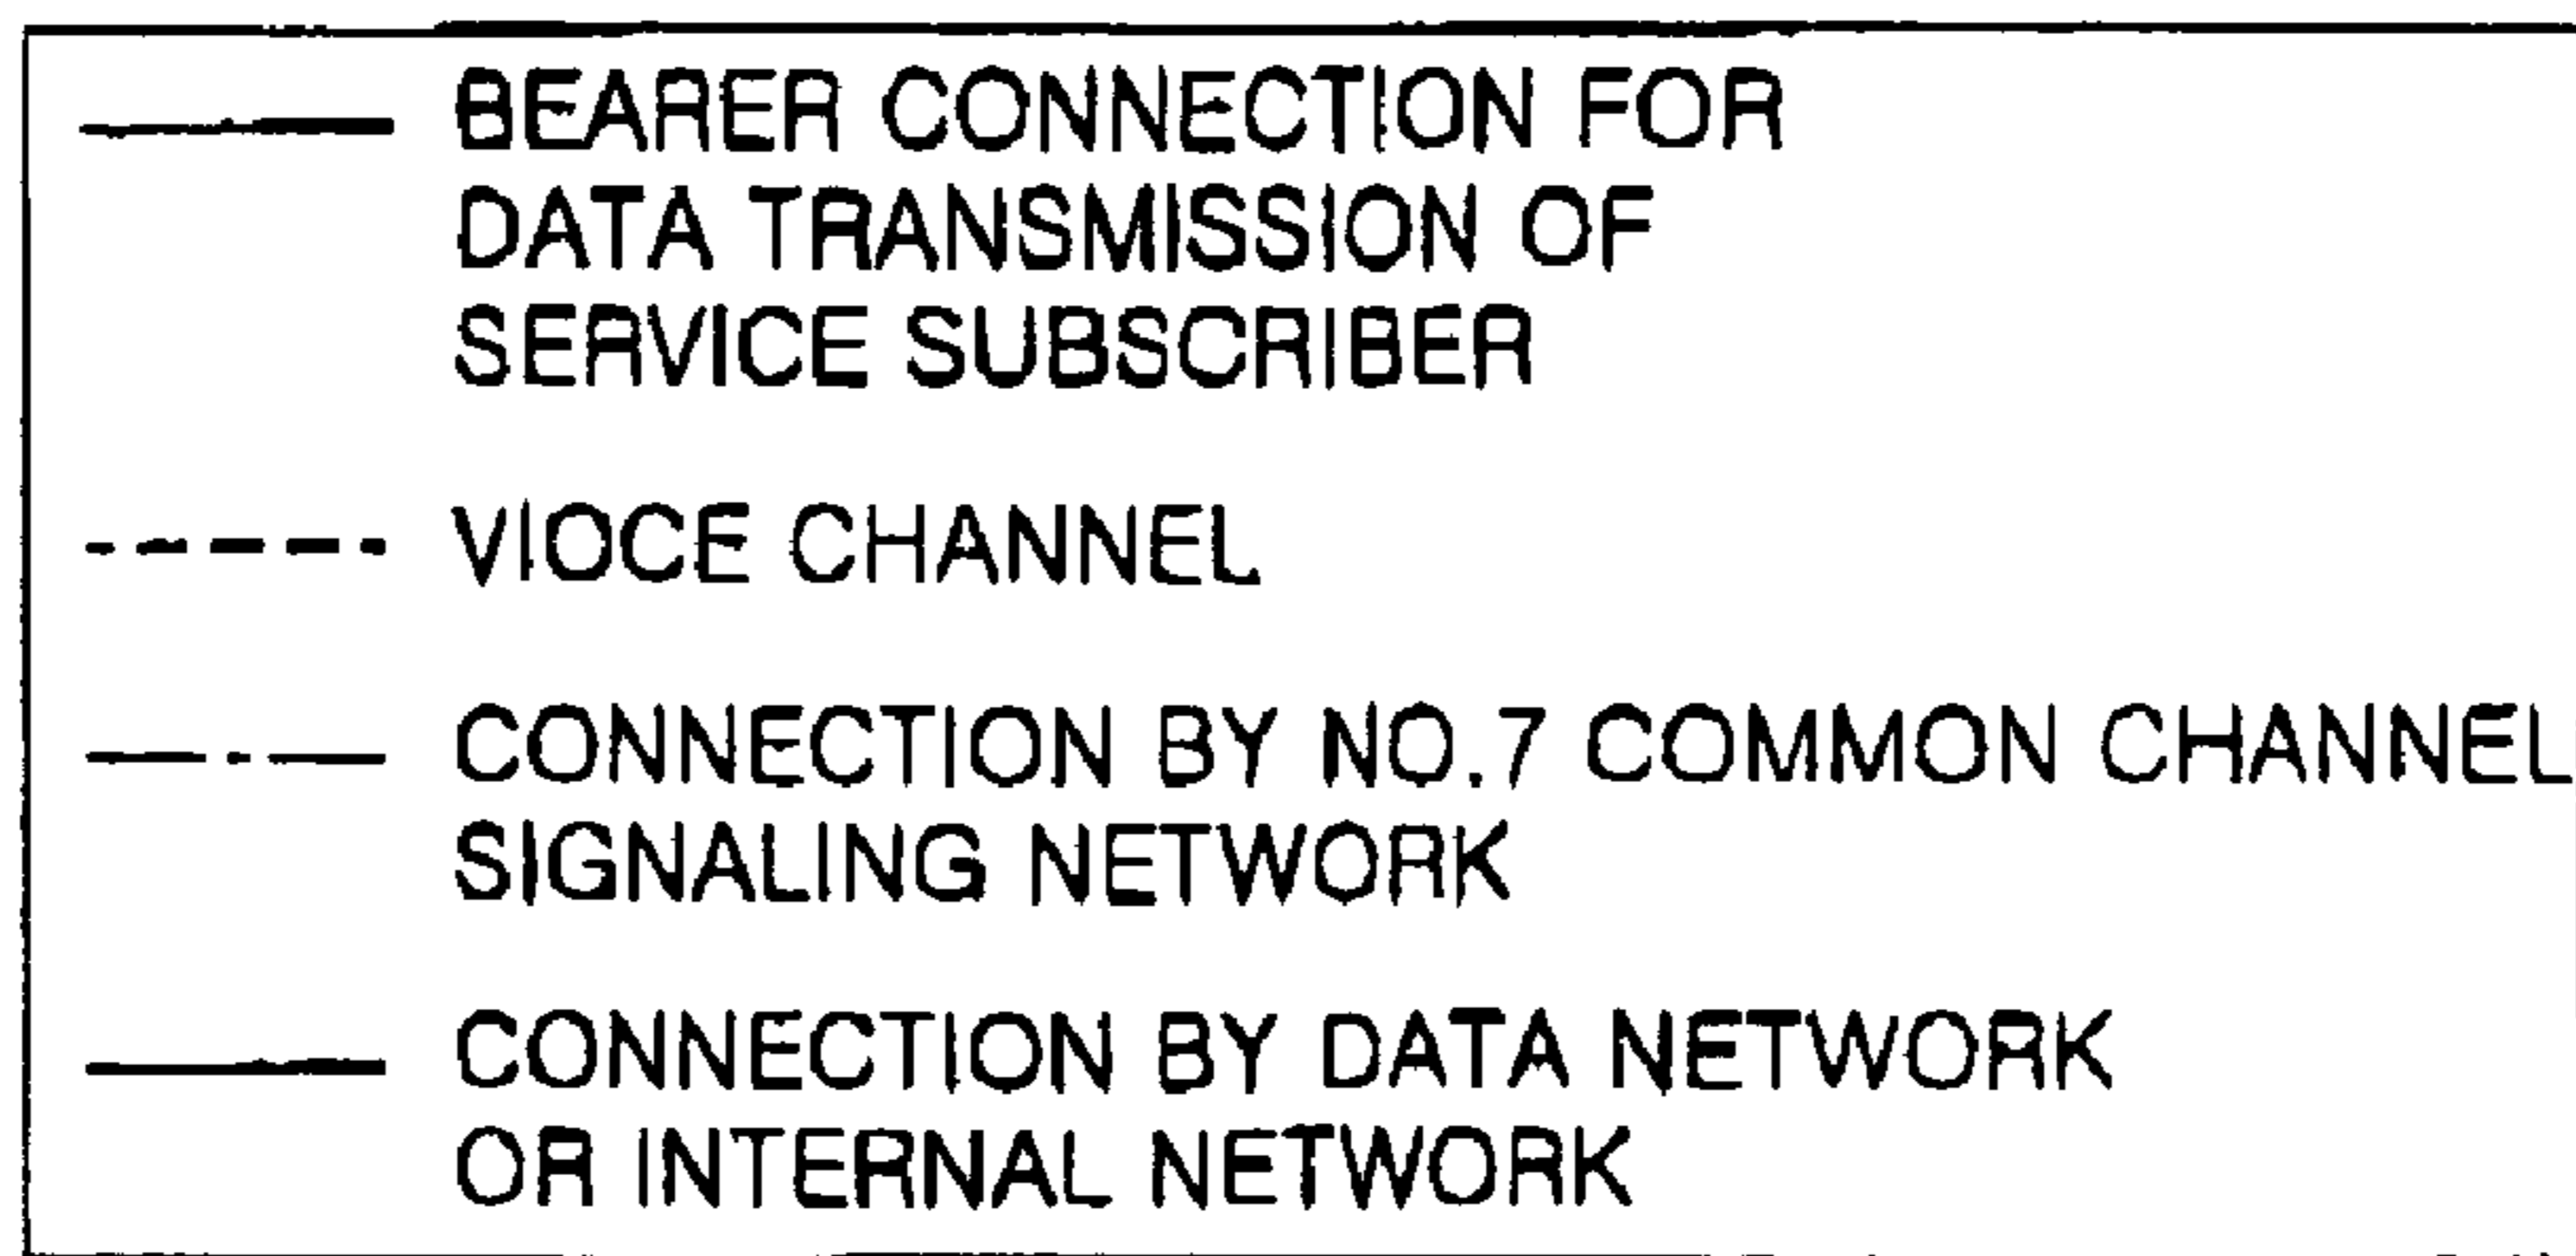 BEARER CONNECTION FOR
DATA TRANSMISSION OF
SERVICE SUBSCRIBER
VIOCE CHANNEL
CONNECTION BY NO.7 COMMON CHANNEL
SIGNALING NETWORK
CONNECTION BY DATA NETWORK
OR INTERNAL NETWORK